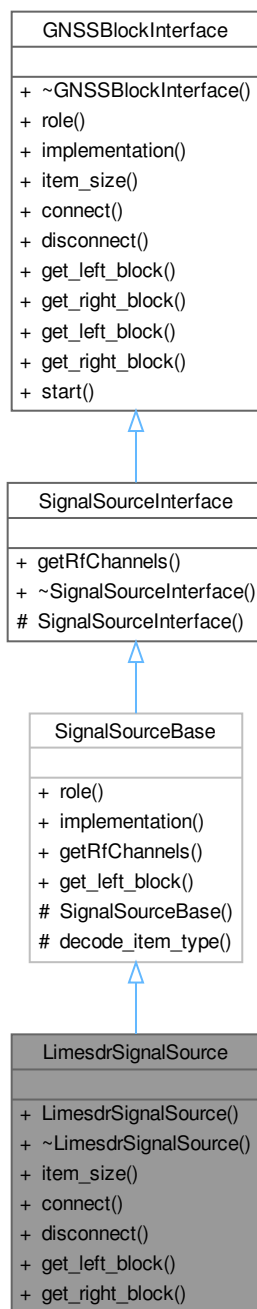 GNSSBlockInterface
+ ~GNSSBlockInterface()
+ role()
+ implementation()
+ item_size()
+ connect()
+ disconnect()
+ get_left_block()
+ get_right_block()
+ get_left_block()
+ get_right_block()
+ start()
SignalSourceInterface
+ getRfChannels()
+ ~SignalSourceInterface()
# SignalSourceInterface()
SignalSourceBase
+ role()
+ implementation()
+ getRfChannels()
+ get_left_block()
# SignalSourceBase()
# decode_item_type()
LimesdrSignalSource
+ LimesdrSignalSource()
+ ~LimesdrSignalSource()
+ item_size()
+ connect()
+ disconnect()
+ get_left_block()
+ get_right_block()